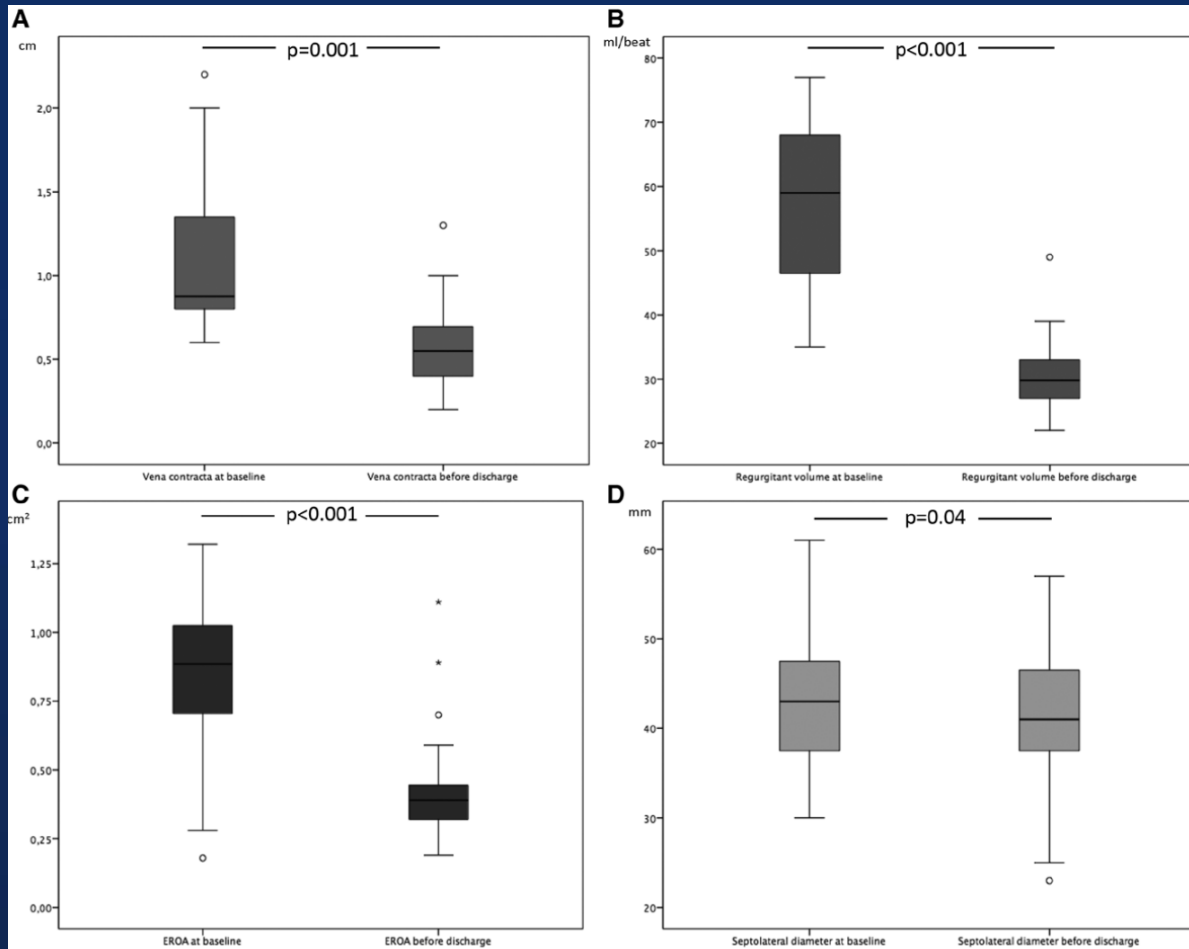 A
cm
p=0.001
2,0
1,5
1,0
0,5
0,0
Vena contracta at baseline
Vena contracta before discharge
B
ml/beat
p<0.001
80
70
60
50
40
30
20
Regurgitant volume at baseline
Regurgitant volume before discharge
C
cm²
p<0.001
1,25
1,00
0,75
0,50
0,25
0,00
EROA at baseline
EROA before discharge
D
mm
p=0.04
60
50
40
30
20
Septolateral diameter at baseline
Septolateral diameter before discharge